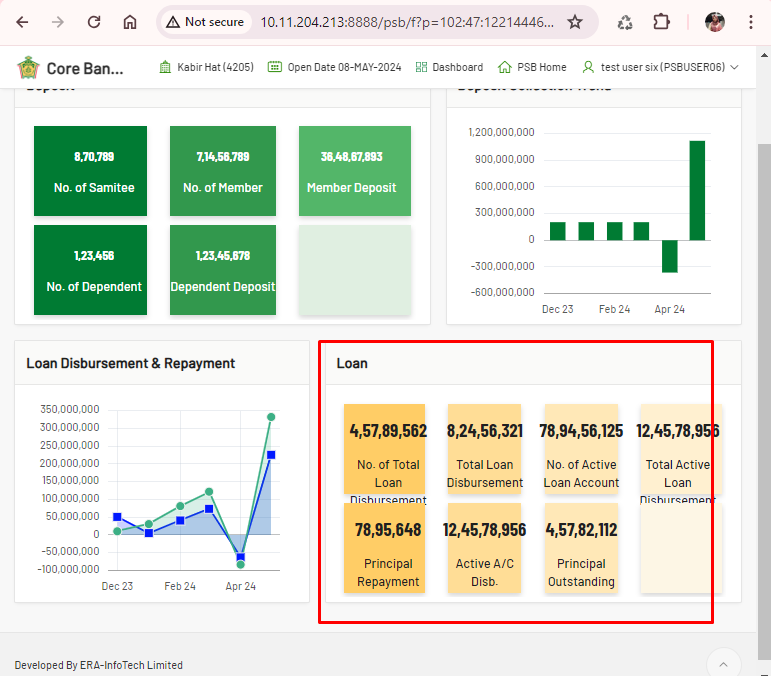 Not secure 10.11.204.213:8888/psb/f?p=102:47:12214446...
Core Ban... Kabir Hat (4205) Open Date 08-MAY-2024 Dashboard PSB Home test user six (PSBUSER06)
Deposit
Deposit Collection Trend
8,70,789
No. of Samitee
7,14,56,789
No. of Member
36,48,67,893
Member Deposit
1,23,456
No. of Dependent
1,23,45,678
Dependent Deposit
1,200,000,000
900,000,000
600,000,000
300,000,000
0
-300,000,000
-600,000,000
Dec 23 Feb 24 Apr 24
Loan Disbursement & Repayment
350,000,000
300,000,000
250,000,000
200,000,000
150,000,000
100,000,000
50,000,000
0
-50,000,000
-100,000,000
Dec 23 Feb 24 Apr 24
Loan
4,57,89,562
No. of Total
Loan
Disbursement
8,24,56,321
Total Loan
Disbursement
78,94,56,125
No. of Active
Loan Account
12,45,78,956
Total Active
Loan
Disbursement
78,95,648
Principal
Repayment
12,45,78,956
Active A/C
Disb.
4,57,82,112
Principal
Outstanding
Developed By ERA-InfoTech Limited